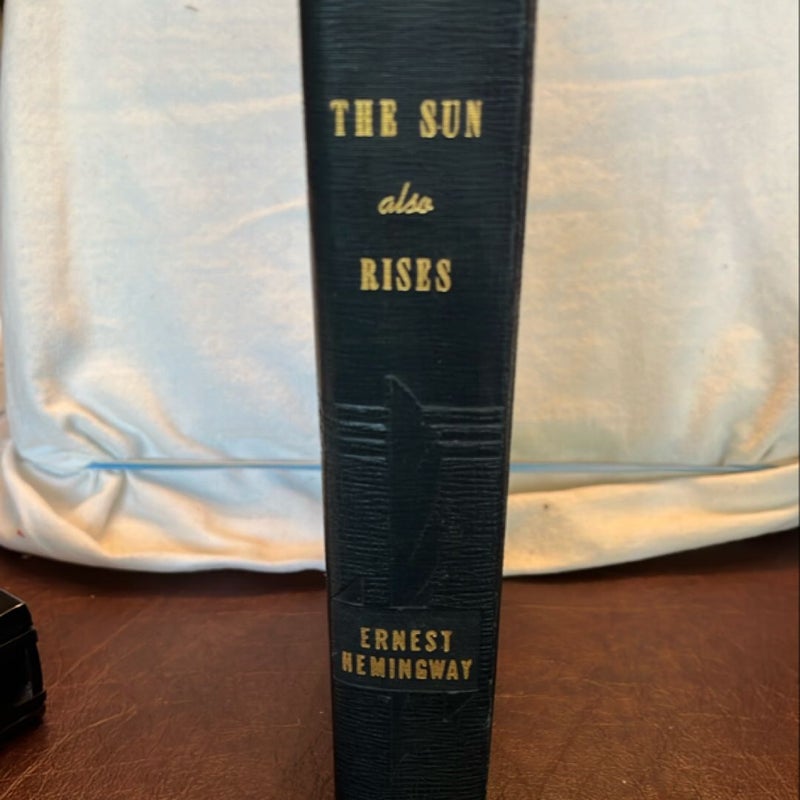 THE SUN
also
RISES
ERNEST
HEMINGWAY